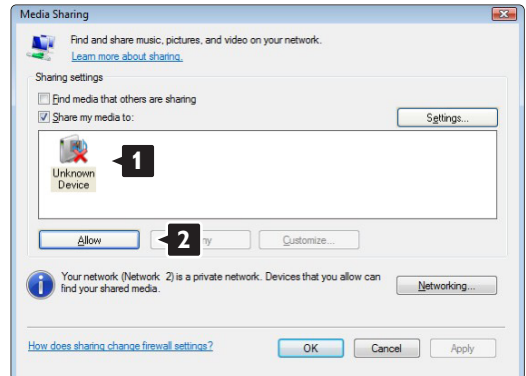 Media Sharing
Find and share music, pictures, and video on your network.
Learn more about sharing.
Sharing settings
Find media that others are sharing
Share my media to:
Settings...
Unknown
Device
1
Allow
2
ny
Customize...
Your network (Network 2) is a private network. Devices that you allow can
find your shared media.
Networking...
How does sharing change firewall settings?
OK
Cancel
Apply